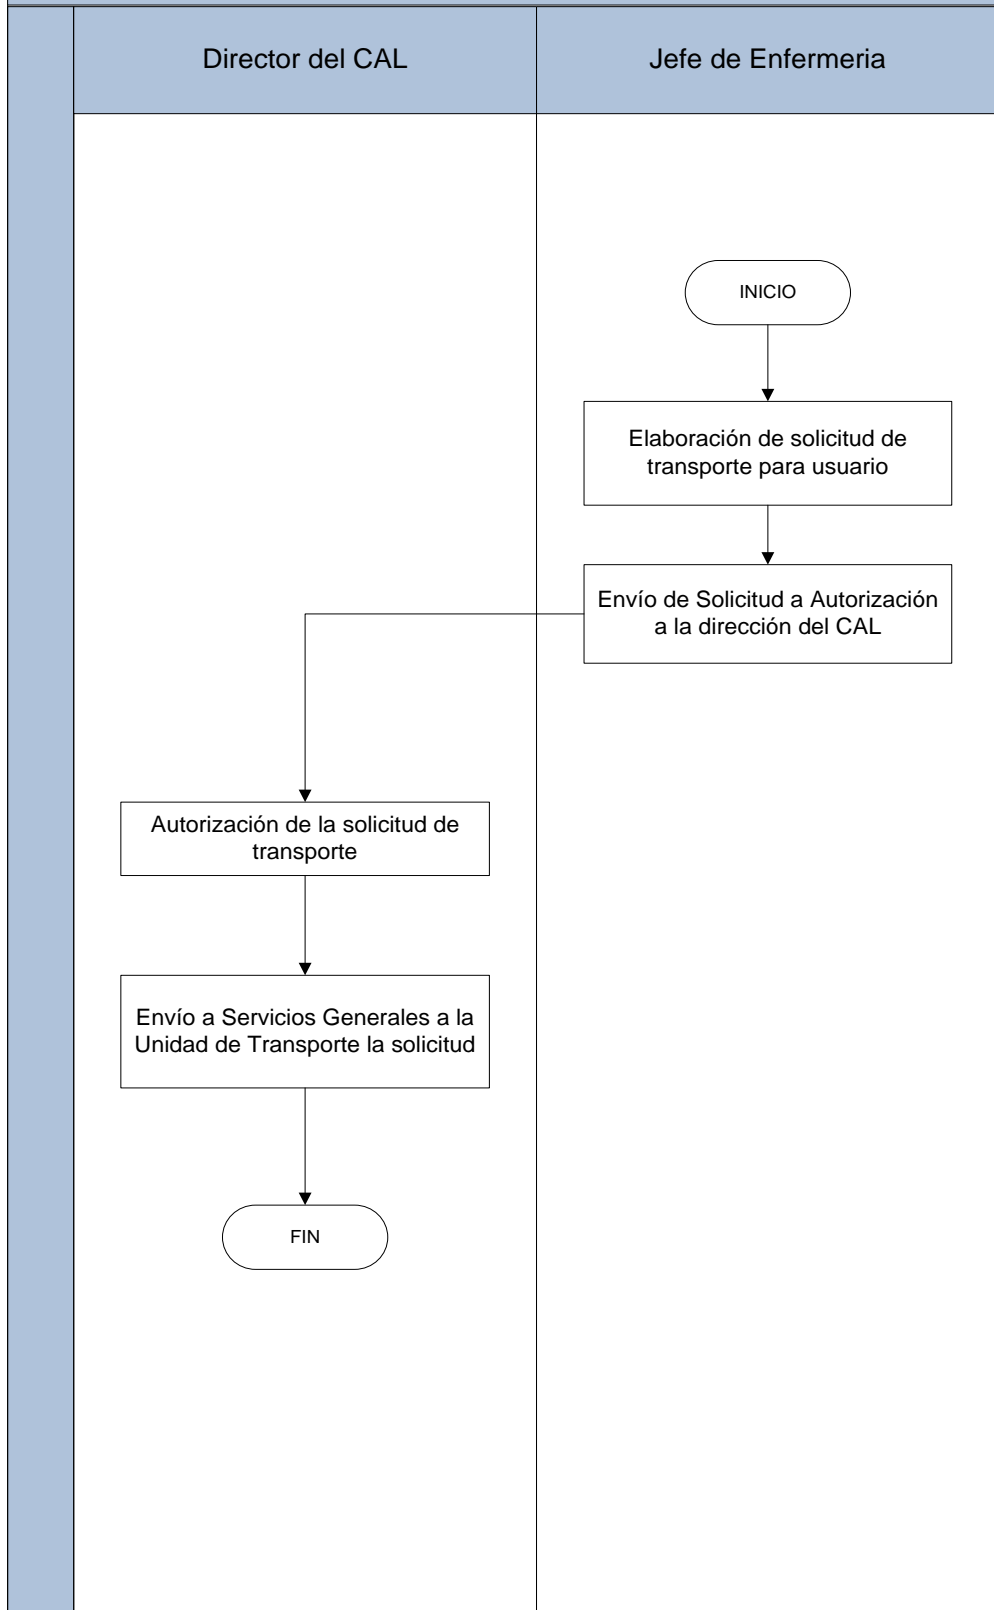 Director del CAL
Jefe de Enfermeria
INICIO
Elaboración de solicitud de
transporte para usuario
Envío de Solicitud a Autorización
a la dirección del CAL
Autorización de la solicitud de
transporte
Envío a Servicios Generales a la
Unidad de Transporte la solicitud
FIN